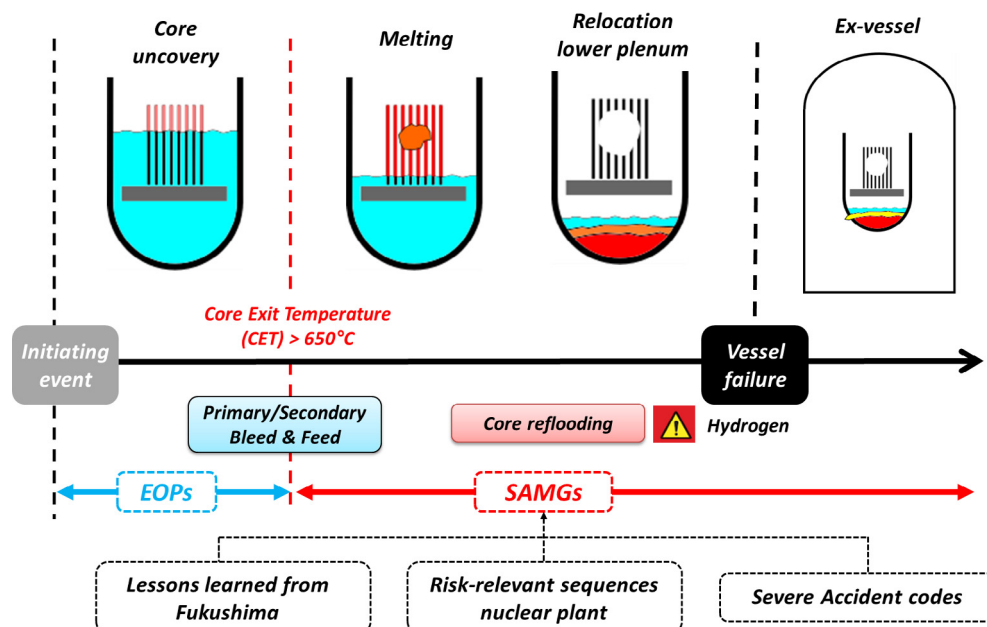 Core
uncovery
Melting
Relocation
lower plenum
Ex-vessel
Core Exit Temperature
(CET) > 650°C
Initiating
event
Vessel
failure
Primary/Secondary
Bleed & Feed
Core reflooding
Hydrogen
EOPs
SAMGs
Lessons learned from
Fukushima
Risk-relevant sequences
nuclear plant
Severe Accident codes